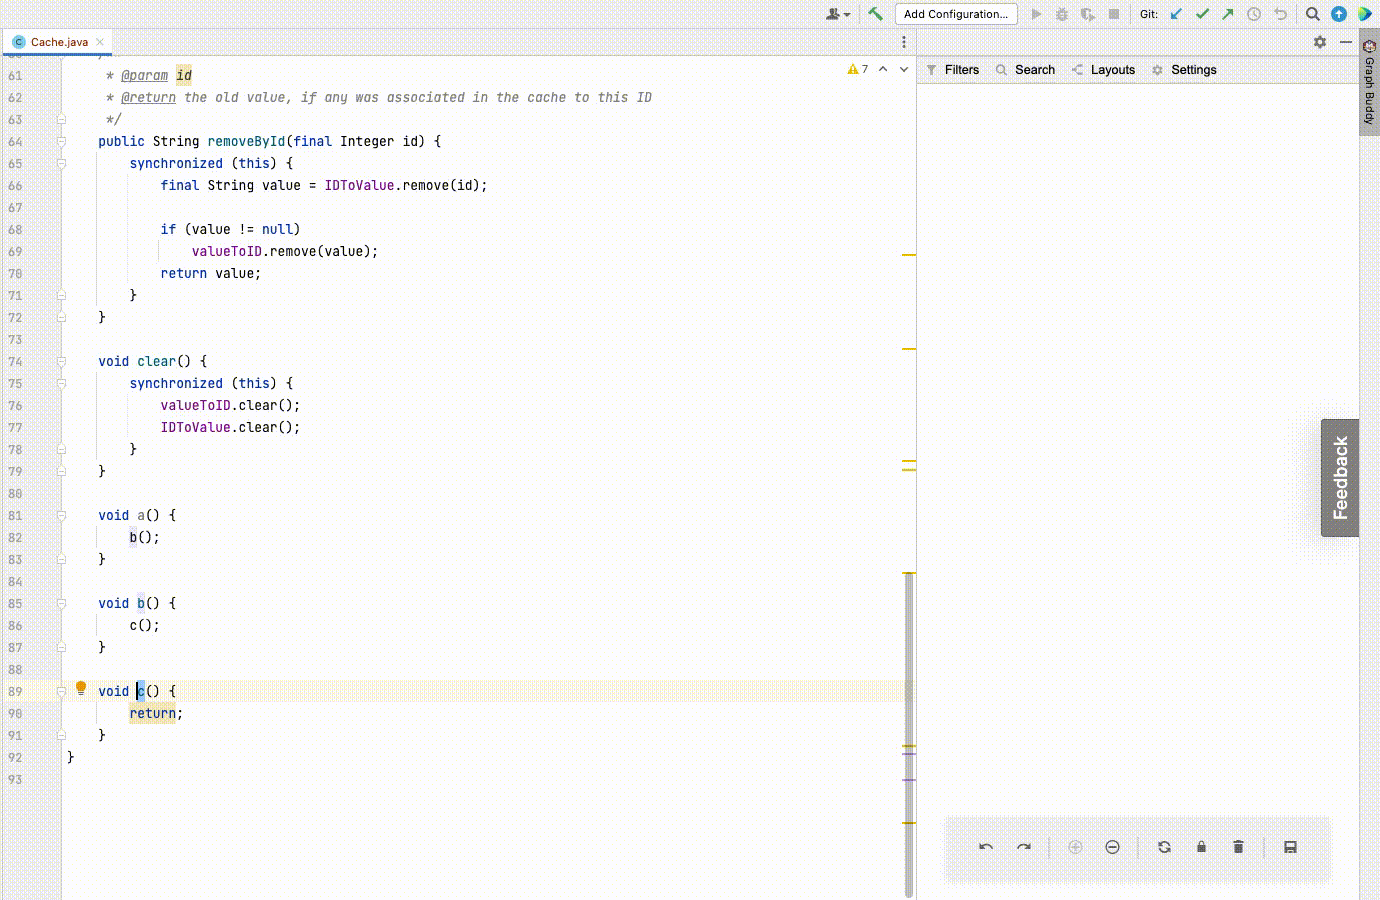 Add Configuration...
Git:
Cache.java
7
Filters
Search
Layouts
Settings
Graph Buddy
61 * @param id
62 * @return the old value, if any was associated in the cache to this ID
63 */
64 public String removeById(final Integer id) {
65 synchronized (this) {
66 final String value = IDToValue.remove(id);
67
68 if (value != null)
69 valueToID.remove(value);
70 return value;
71 }
72 }
73
74 void clear() {
75 synchronized (this) {
76 valueToID.clear();
77 IDToValue.clear();
78 }
79 }
80
81 void a() {
82 b();
83 }
84
85 void b() {
86 c();
87 }
88
89 void c() {
90 return;
91 }
92 }
93
Feedback